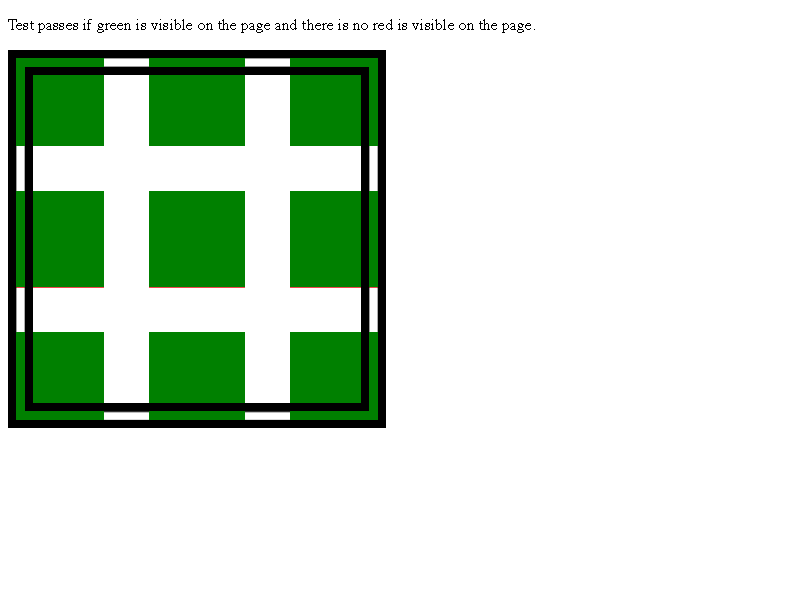 Test passes if green is visible on the page and there is no red is visible on the page.